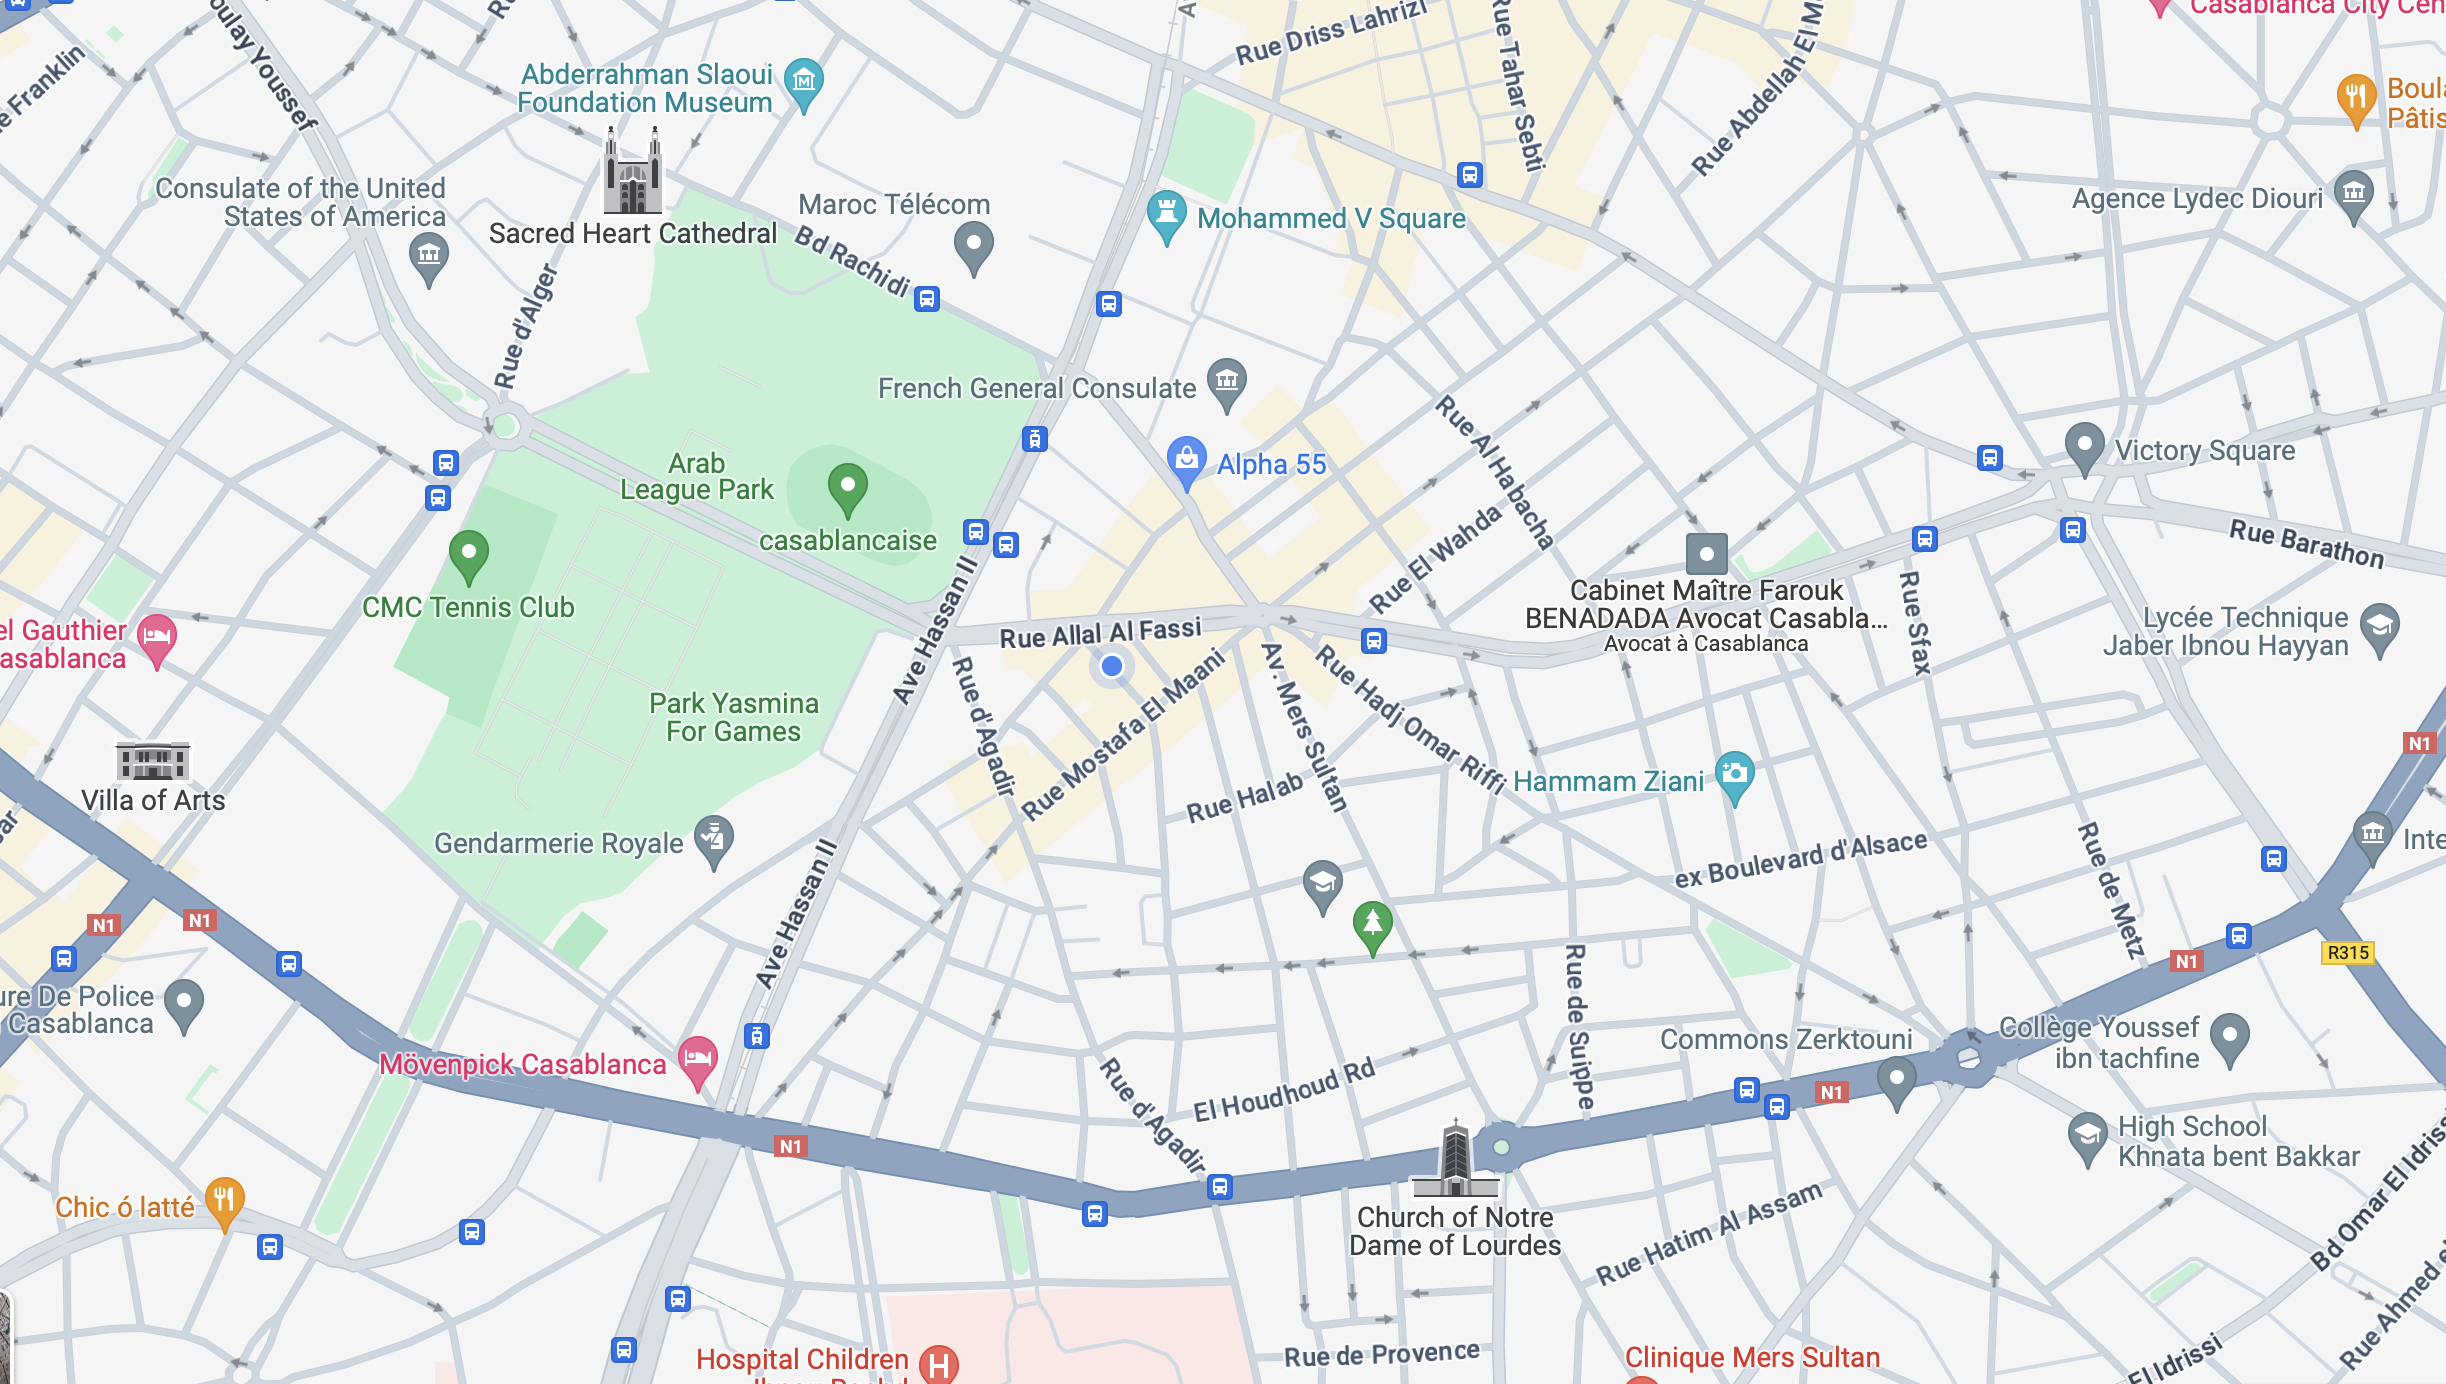 Casablanca City Cen
Rue Driss Lahrizi
Rue Tahar Sebti
Rue Abdellah El M
oulay Youssef
e Franklin
Abderrahman Slaoui
Foundation Museum
Boula
Pâtis
Consulate of the United
States of America
Sacred Heart Cathedral
Maroc Télécom
Bd Rachidi
Mohammed V Square
Agence Lydec Diouri
Rue d'Alger
French General Consulate
Alpha 55
Rue Al Habacha
Victory Square
Arab
League Park
casablancaise
Rue El Wahda
Rue Barathon
CMC Tennis Club
Ave Hassan II
Rue Allal Al Fassi
Cabinet Maître Farouk
BENADADA Avocat Casabla...
Avocat à Casablanca
Rue Sfax
Lycée Technique
Jaber Ibnou Hayyan
el Gauthier
asablanca
Park Yasmina
For Games
Rue d'Agadir
Rue Mostafa El Maani
Av. Mers Sultan
Rue Hadj Omar Riffi
N1
Villa of Arts
Rue Halab
Hammam Ziani
Gendarmerie Royale
ex Boulevard d'Alsace
Inte
Rue de Metz
Ave Hassan II
N1
N1
N1
R315
ure De Police
Casablanca
Rue de Suippe
Mövenpick Casablanca
Commons Zerktouni
Collège Youssef
ibn tachfine
Rue d'Agadir
El Houdhoud Rd
N1
N1
High School
Khnata bent Bakkar
Chic ó latté
Church of Notre
Dame of Lourdes
Rue Hatim Al Assam
Bd Omar El Idriss
Rue Ahmed e
Hospital Children
Rue de Provence
Clinique Mers Sultan
El Idrissi
H